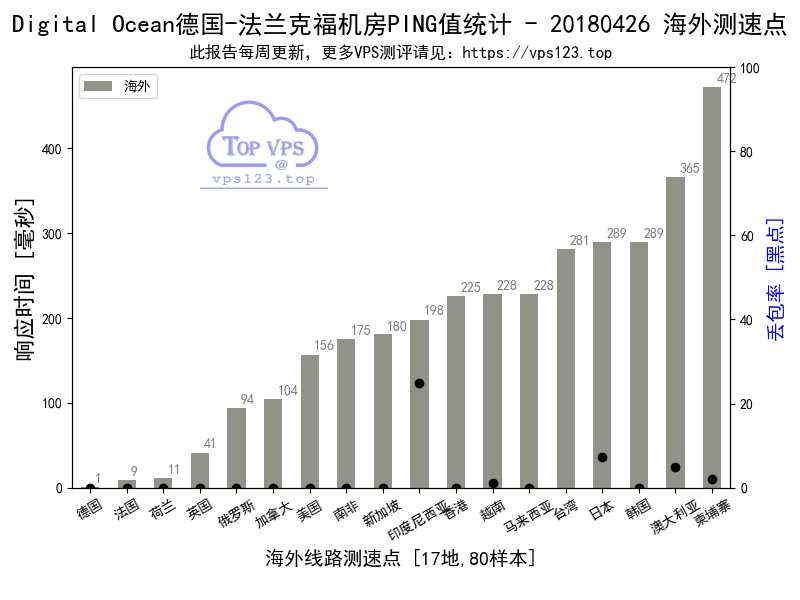 Digital Ocean德国-法兰克福机房PING值统计 - 20180426 海外测速点
此报告每周更新，更多VPS测评请见：https://vps123.top
海外
TOP VPS
@
vps123.top
响应时间 [毫秒]
丢包率 [黑点]
0
100
200
300
400
0
20
40
60
80
100
1
9
11
41
94
104
156
175
180
198
225
228
228
281
289
289
365
472
德国
法国
荷兰
英国
俄罗斯
加拿大
美国
南非
新加坡
印度尼西亚
香港
越南
马来西亚
台湾
日本
韩国
澳大利亚
柬埔寨
海外线路测速点 [17地,80样本]